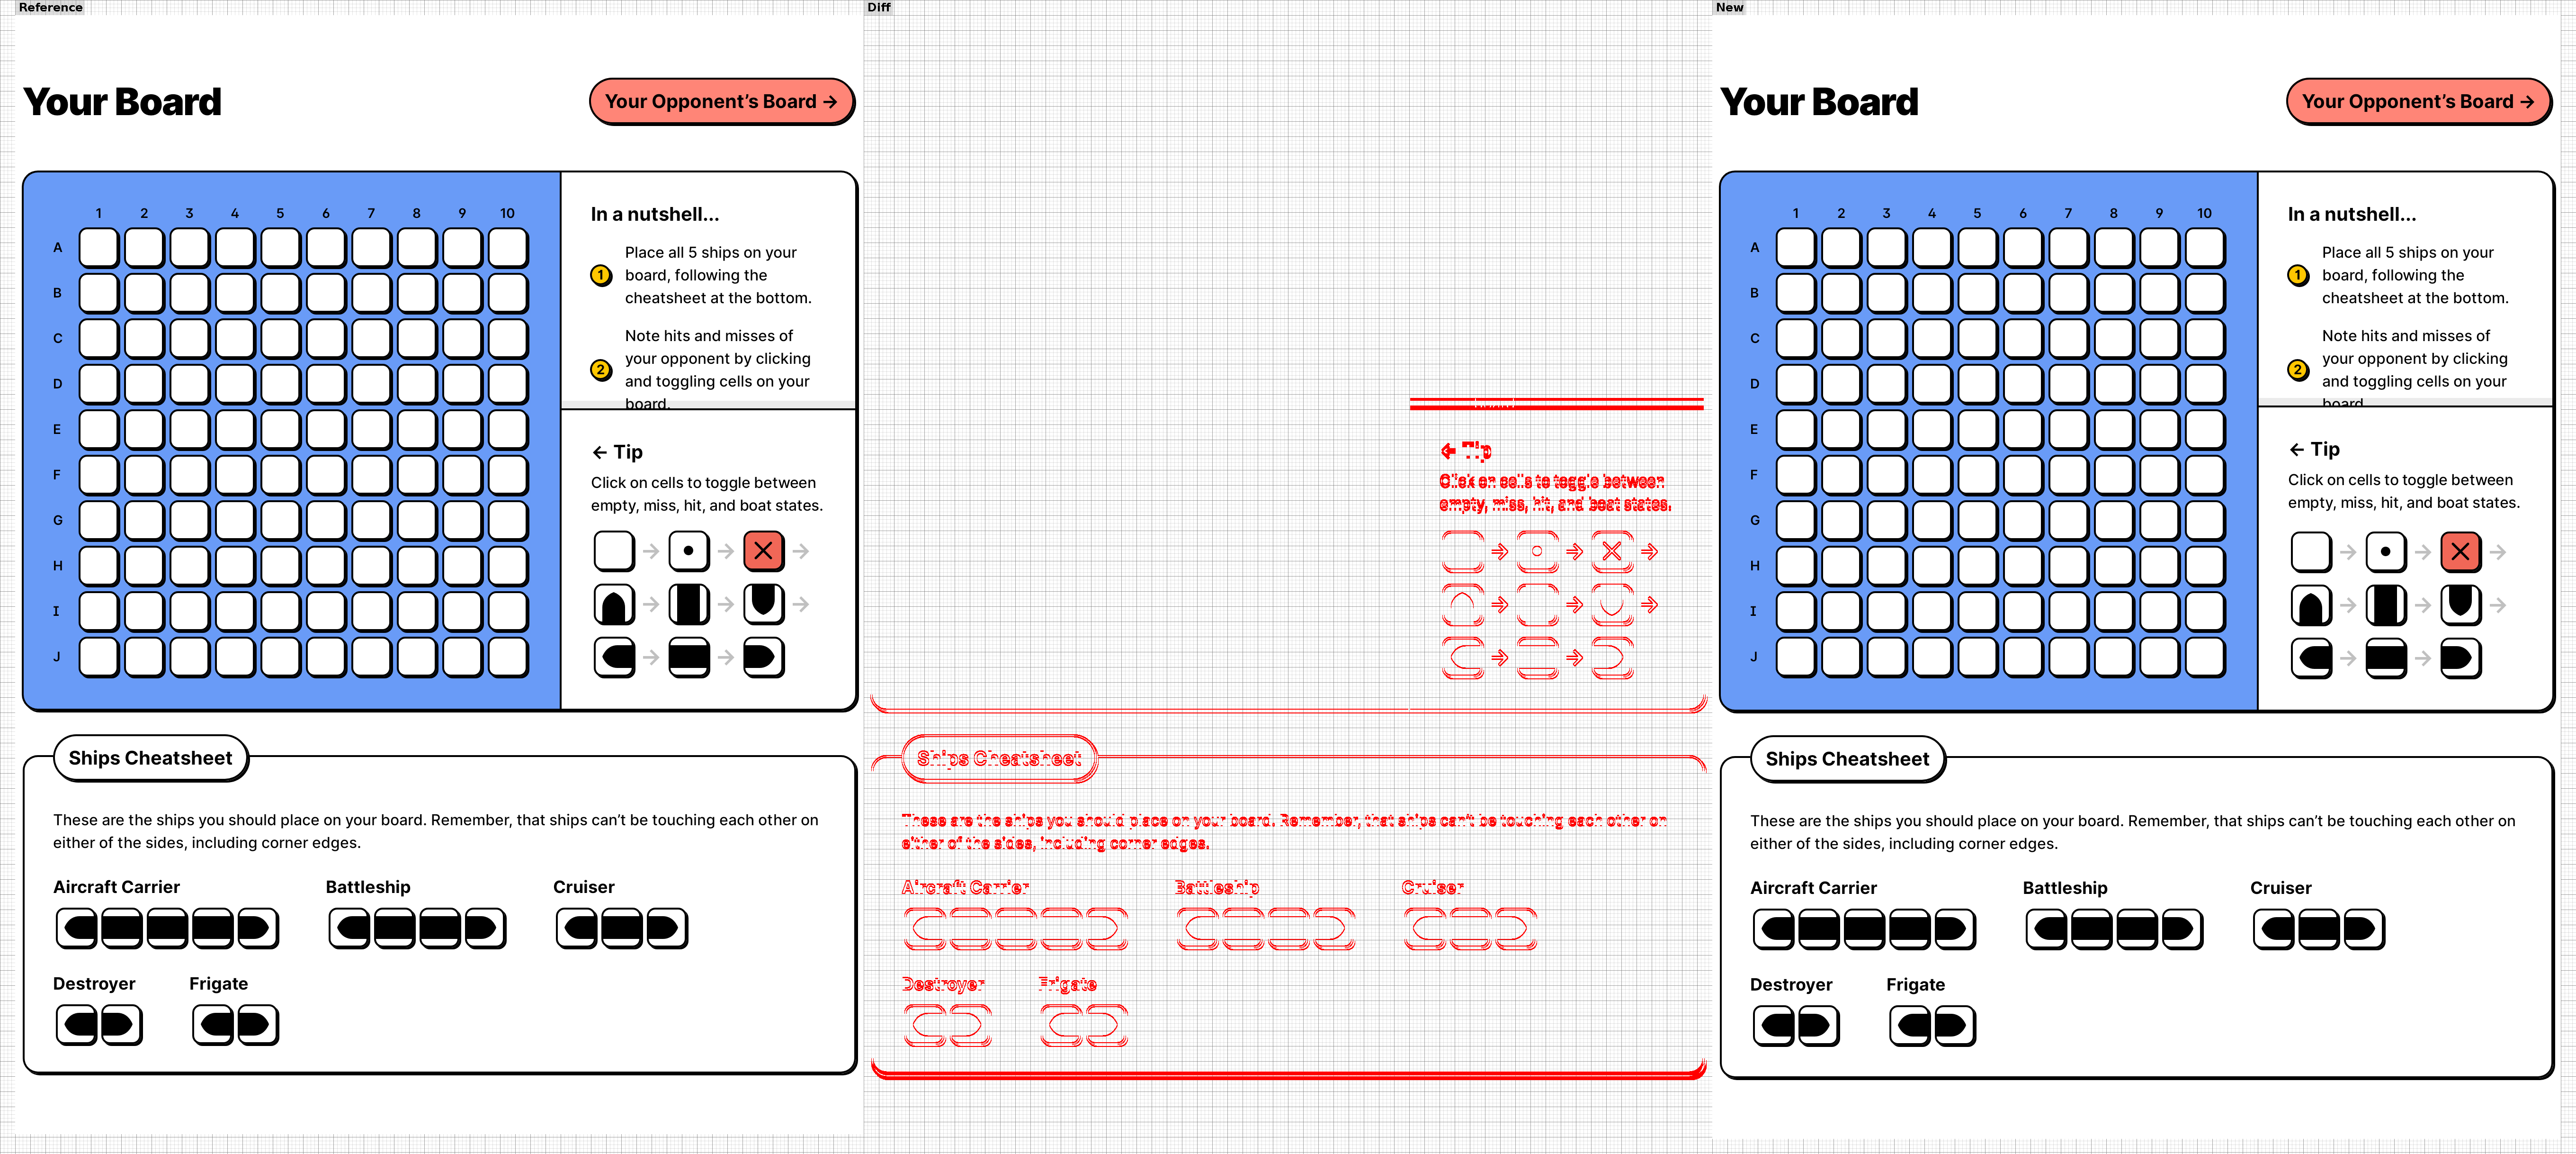 Reference
Your Board
Your Opponent’s Board →
1 2 3 4 5 6 7 8 9 10
A
B
C
D
E
F
G
H
I
J
In a nutshell...
1
Place all 5 ships on your
board, following the
cheatsheet at the bottom.
2
Note hits and misses of
your opponent by clicking
and toggling cells on your
board.
← Tip
Click on cells to toggle between
empty, miss, hit, and boat states.
Ships Cheatsheet
These are the ships you should place on your board. Remember, that ships can’t be touching each other on
either of the sides, including corner edges.
Aircraft Carrier
Battleship
Cruiser
Destroyer
Frigate
Diff
← Tip
Click on cells to toggle between
empty, miss, hit, and boat states.
Ships Cheatsheet
These are the ships you should place on your board. Remember, that ships can’t be touching each other on
either of the sides, including corner edges.
Aircraft Carrier
Battleship
Cruiser
Destroyer
Frigate
New
Your Board
Your Opponent’s Board →
1 2 3 4 5 6 7 8 9 10
A
B
C
D
E
F
G
H
I
J
In a nutshell...
1
Place all 5 ships on your
board, following the
cheatsheet at the bottom.
2
Note hits and misses of
your opponent by clicking
and toggling cells on your
board
← Tip
Click on cells to toggle between
empty, miss, hit, and boat states.
Ships Cheatsheet
These are the ships you should place on your board. Remember, that ships can’t be touching each other on
either of the sides, including corner edges.
Aircraft Carrier
Battleship
Cruiser
Destroyer
Frigate